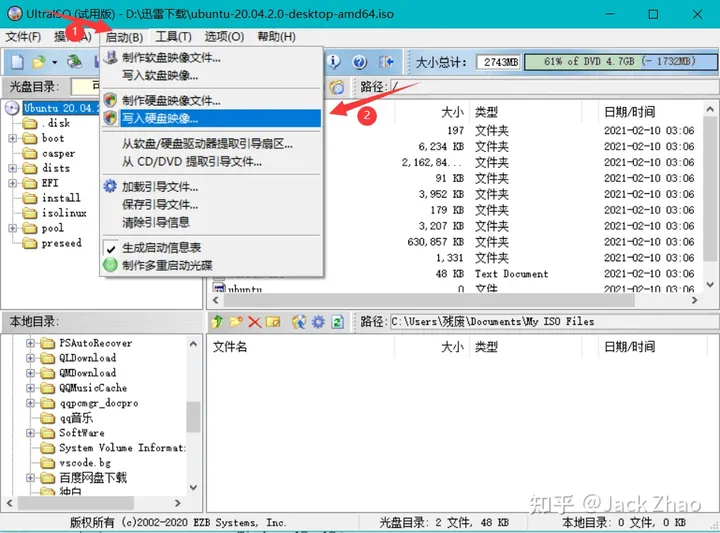 UltraISO (试用版) - D:\迅雷下载\ubuntu-20.04.2.0-desktop-amd64.iso
文件(F) 启动(B) 工具(T) 选项(O) 帮助(H)
1
大小总计: 2743MB 61% of DVD 4.7GB (- 1732MB)
光盘目录: 可 路径: /
制作软盘映像文件...
写入软盘映像...
制作硬盘映像文件...
写入硬盘映像...
2
从软盘/硬盘驱动器提取引导扇区...
从 CD/DVD 提取引导文件...
加载引导文件...
保存引导文件...
清除引导信息
生成启动信息表
制作多重启动光碟
Ubuntu 20.04.
.disk
boot
casper
dists
EFI
install
isolinux
pool
preseed
大小 类型 日期/时间
197 文件夹 2021-02-10 03:06
6,234 KB 文件夹 2021-02-10 03:06
2,162,84... 文件夹 2021-02-10 03:06
91 KB 文件夹 2021-02-10 03:06
3,952 KB 文件夹 2021-02-10 03:06
179 KB 文件夹 2021-02-10 03:06
3,207 KB 文件夹 2021-02-10 03:06
630,857 KB 文件夹 2021-02-10 03:06
1,331 文件夹 2021-02-10 03:06
48 KB Text Document 2021-02-10 03:06
ubuntu 0 文件 2021-02-10 03:06
本地目录: 路径: C:\Users\残废\Documents\My ISO Files
文件名 大小 类型 日期/时间
PSAutoRecover
QLDownload
QMDownload
QQMusicCache
qqpcmgr_docpro
qq音乐
SoftWare
System Volume Informat:
vscode.bg
百度网盘下载
独白
知乎 @Jack Zhao
版权所有 (c)2002-2020 EZB Systems, Inc. 光盘目录: 2 文件, 48 KB 本地目录: 0 文件, 0 KB